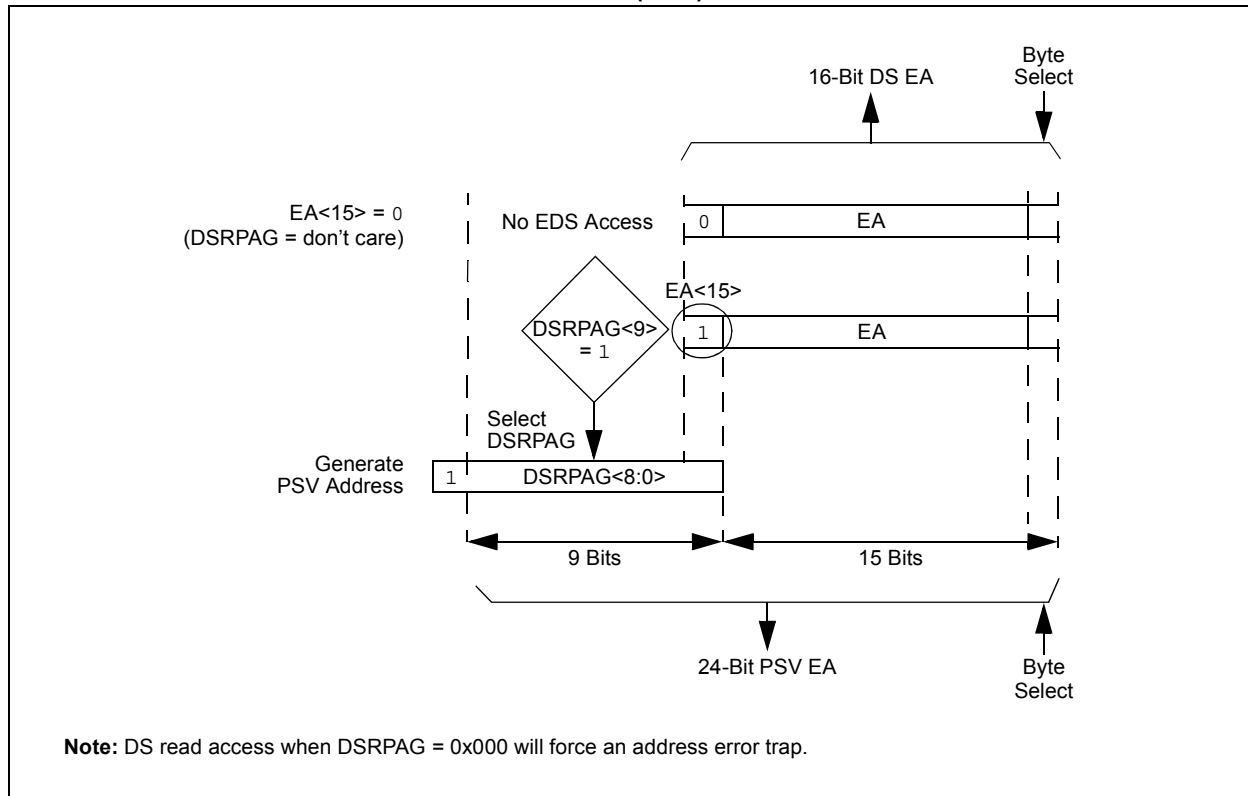 16-Bit DS EA
Byte
Select
EA<15> = 0
(DSRPAG = don't care)
No EDS Access
0
EA
EA<15>
DSRPAG<9>
= 1
1
EA
Select
DSRPAG
Generate
PSV Address
1
DSRPAG<8:0>
9 Bits
15 Bits
24-Bit PSV EA
Byte
Select
Note: DS read access when DSRPAG = 0x000 will force an address error trap.